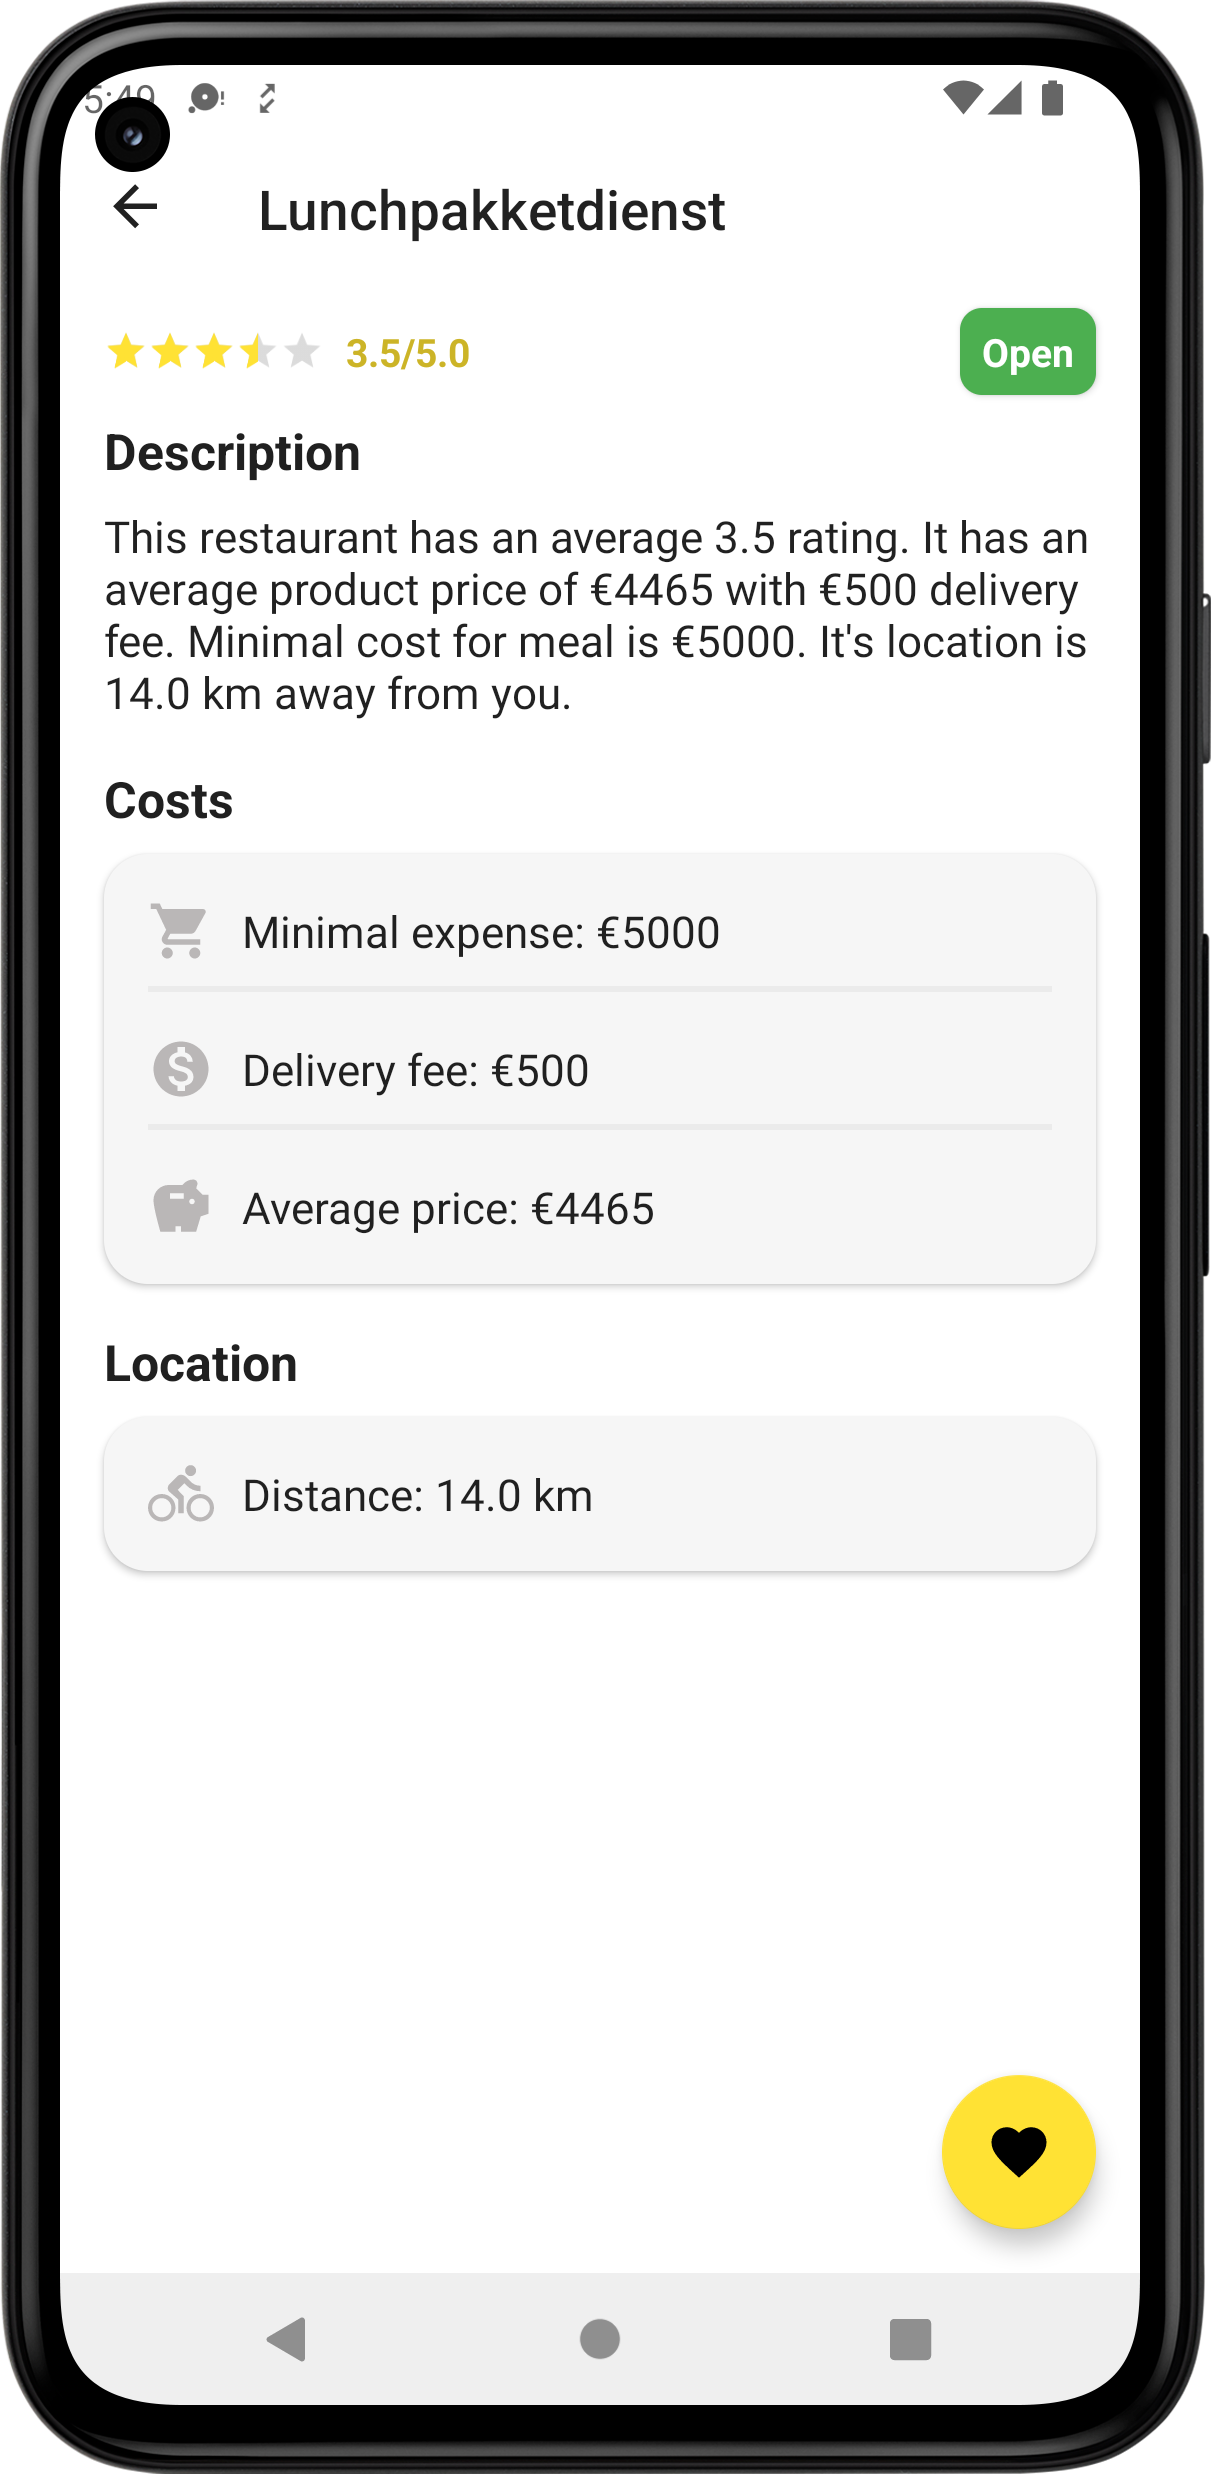 5:49
Lunchpakketdienst
3.5/5.0
Open
Description
This restaurant has an average 3.5 rating. It has an
average product price of €4465 with €500 delivery
fee. Minimal cost for meal is €5000. It's location is
14.0 km away from you.
Costs
Minimal expense: €5000
Delivery fee: €500
Average price: €4465
Location
Distance: 14.0 km